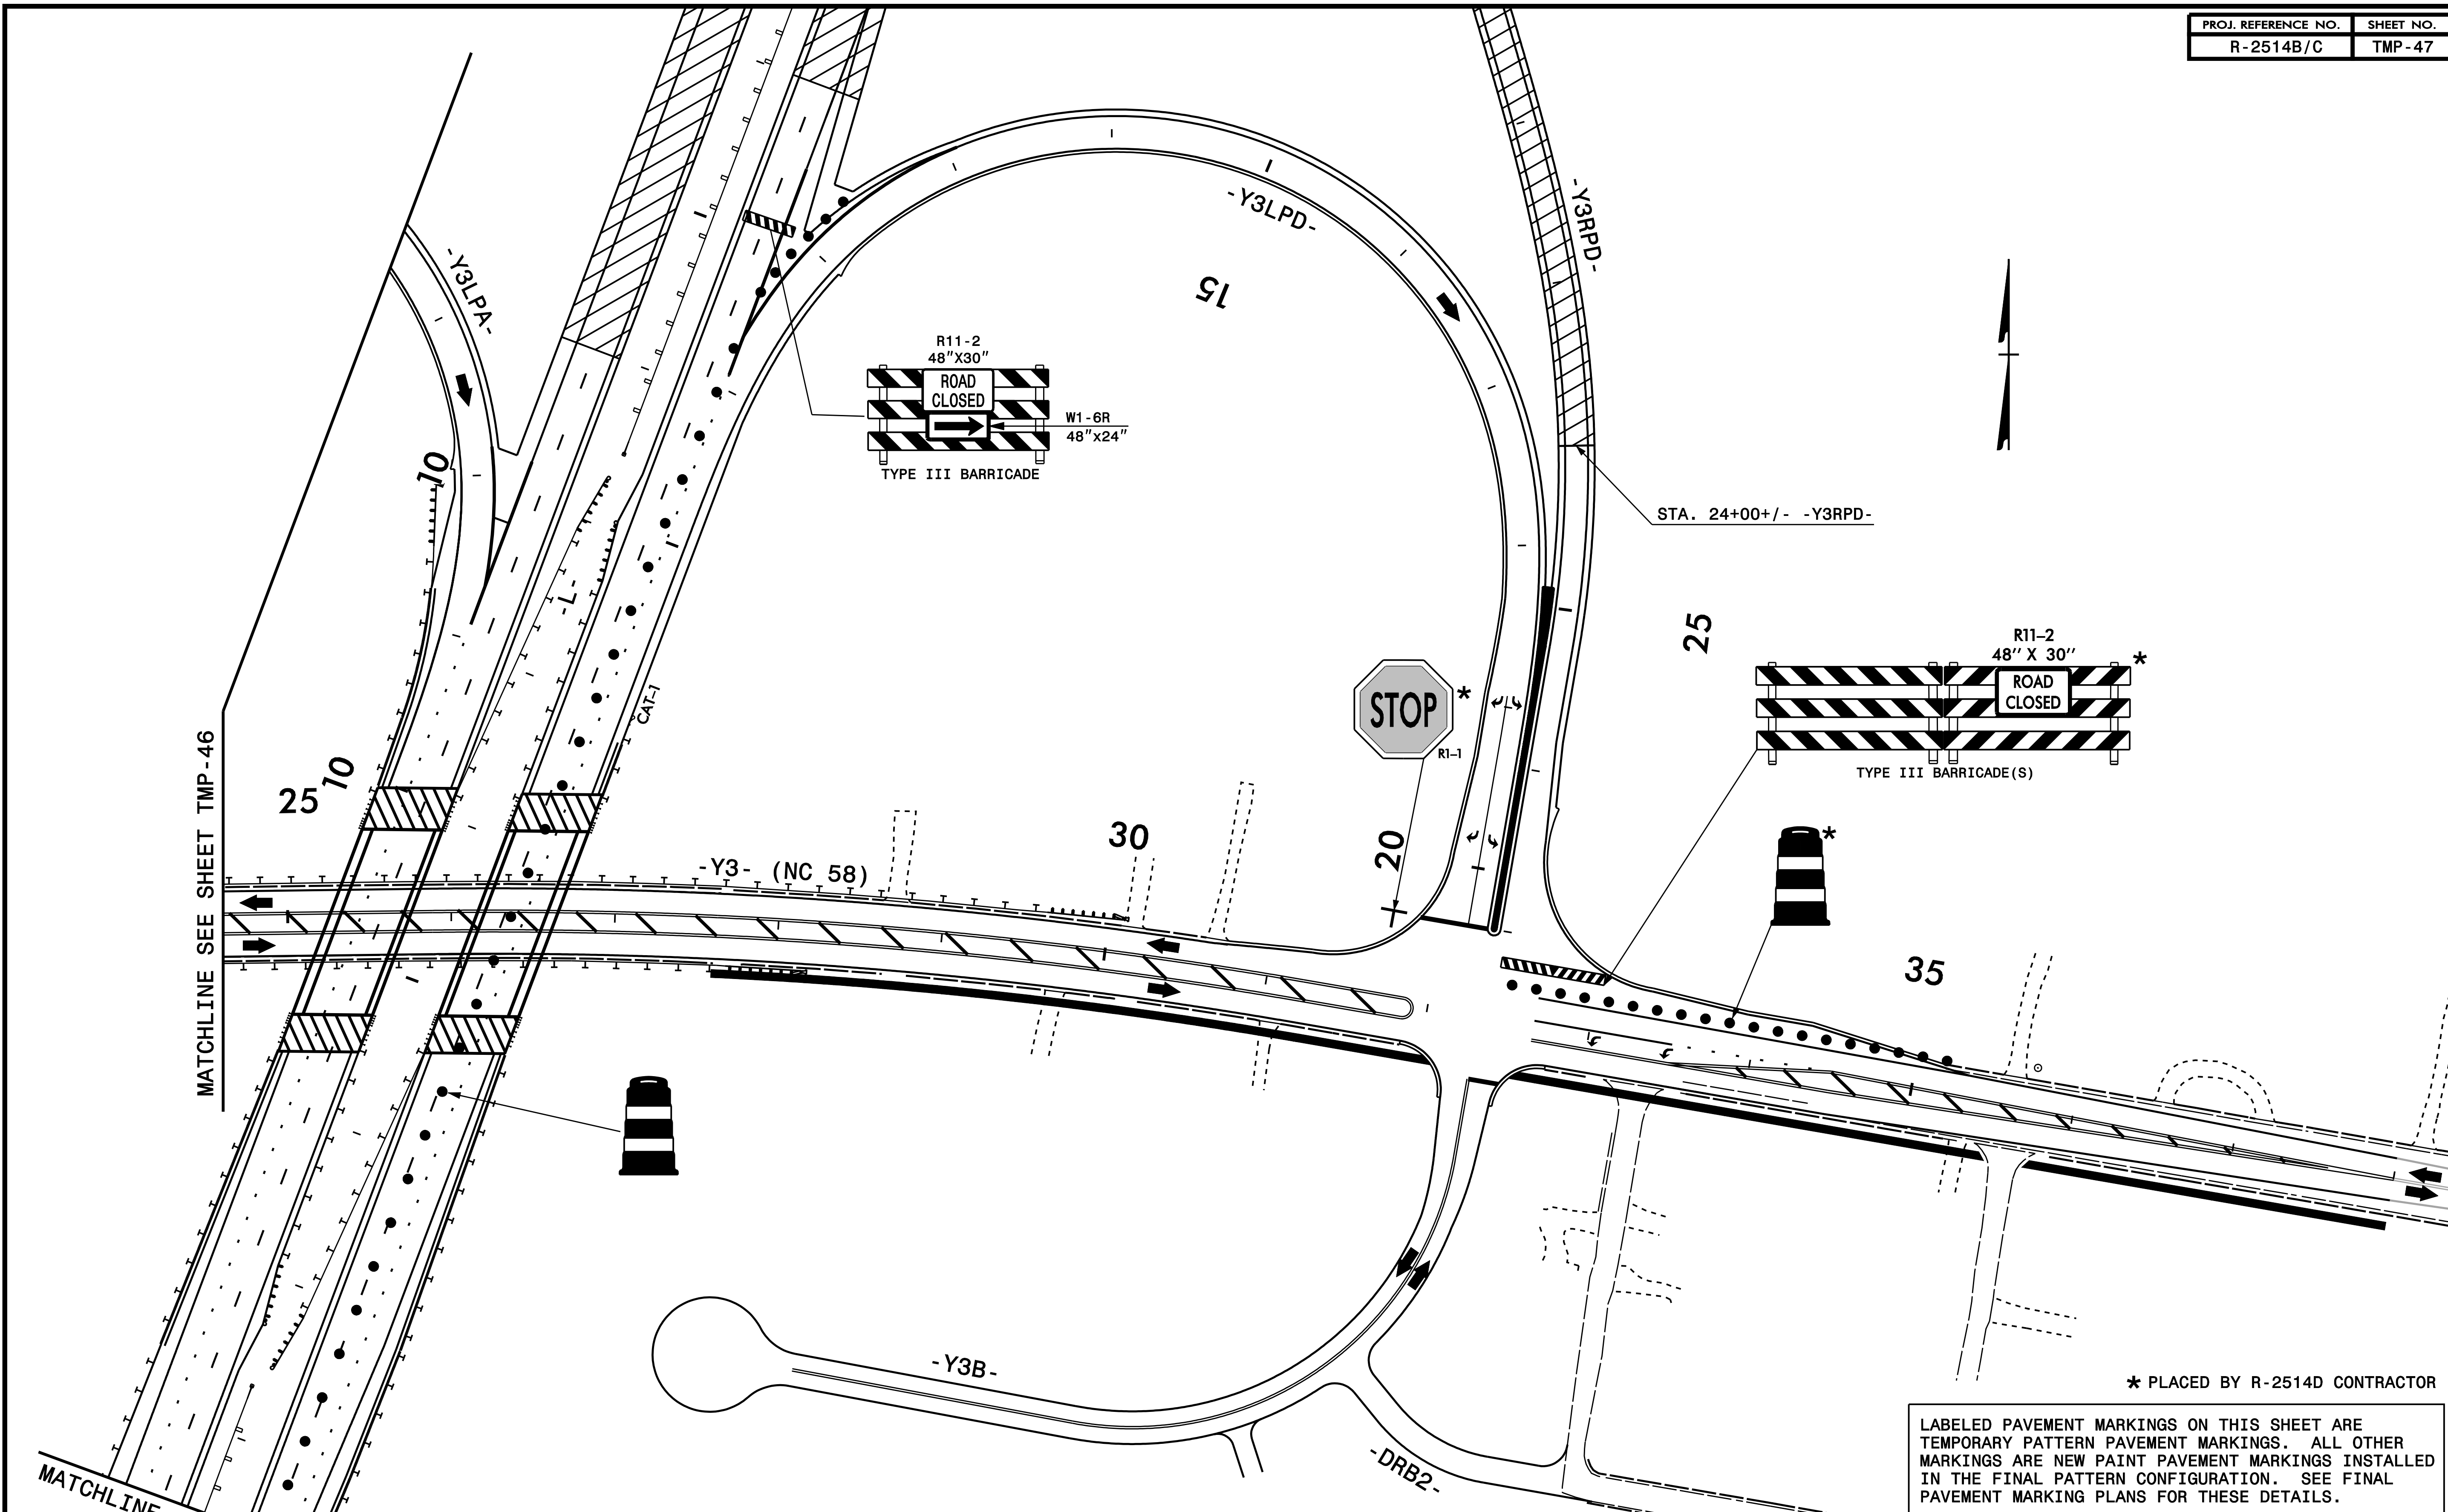 PROJ. REFERENCE NO. SHEET NO.
R-2514B/C TMP-47
-Y3LPD-
-Y3RPD-
-Y3LPA-
15
R11-2
48"X30"
ROAD
CLOSED
W1-6R
48"x24"
TYPE III BARRICADE
10
STA. 24+00+/- -Y3RPD-
-L-
25
R11-2
48" X 30"
*
ROAD
CLOSED
TYPE III BARRICADE(S)
STOP
*
R1-1
CAT-1
MATCHLINE SEE SHEET TMP-46
25
10
30
20
*
-Y3- (NC 58)
35
-Y3B-
-DRB2-
* PLACED BY R-2514D CONTRACTOR
LABELED PAVEMENT MARKINGS ON THIS SHEET ARE
TEMPORARY PATTERN PAVEMENT MARKINGS. ALL OTHER
MARKINGS ARE NEW PAINT PAVEMENT MARKINGS INSTALLED
IN THE FINAL PATTERN CONFIGURATION. SEE FINAL
PAVEMENT MARKING PLANS FOR THESE DETAILS.
MATCHLINE